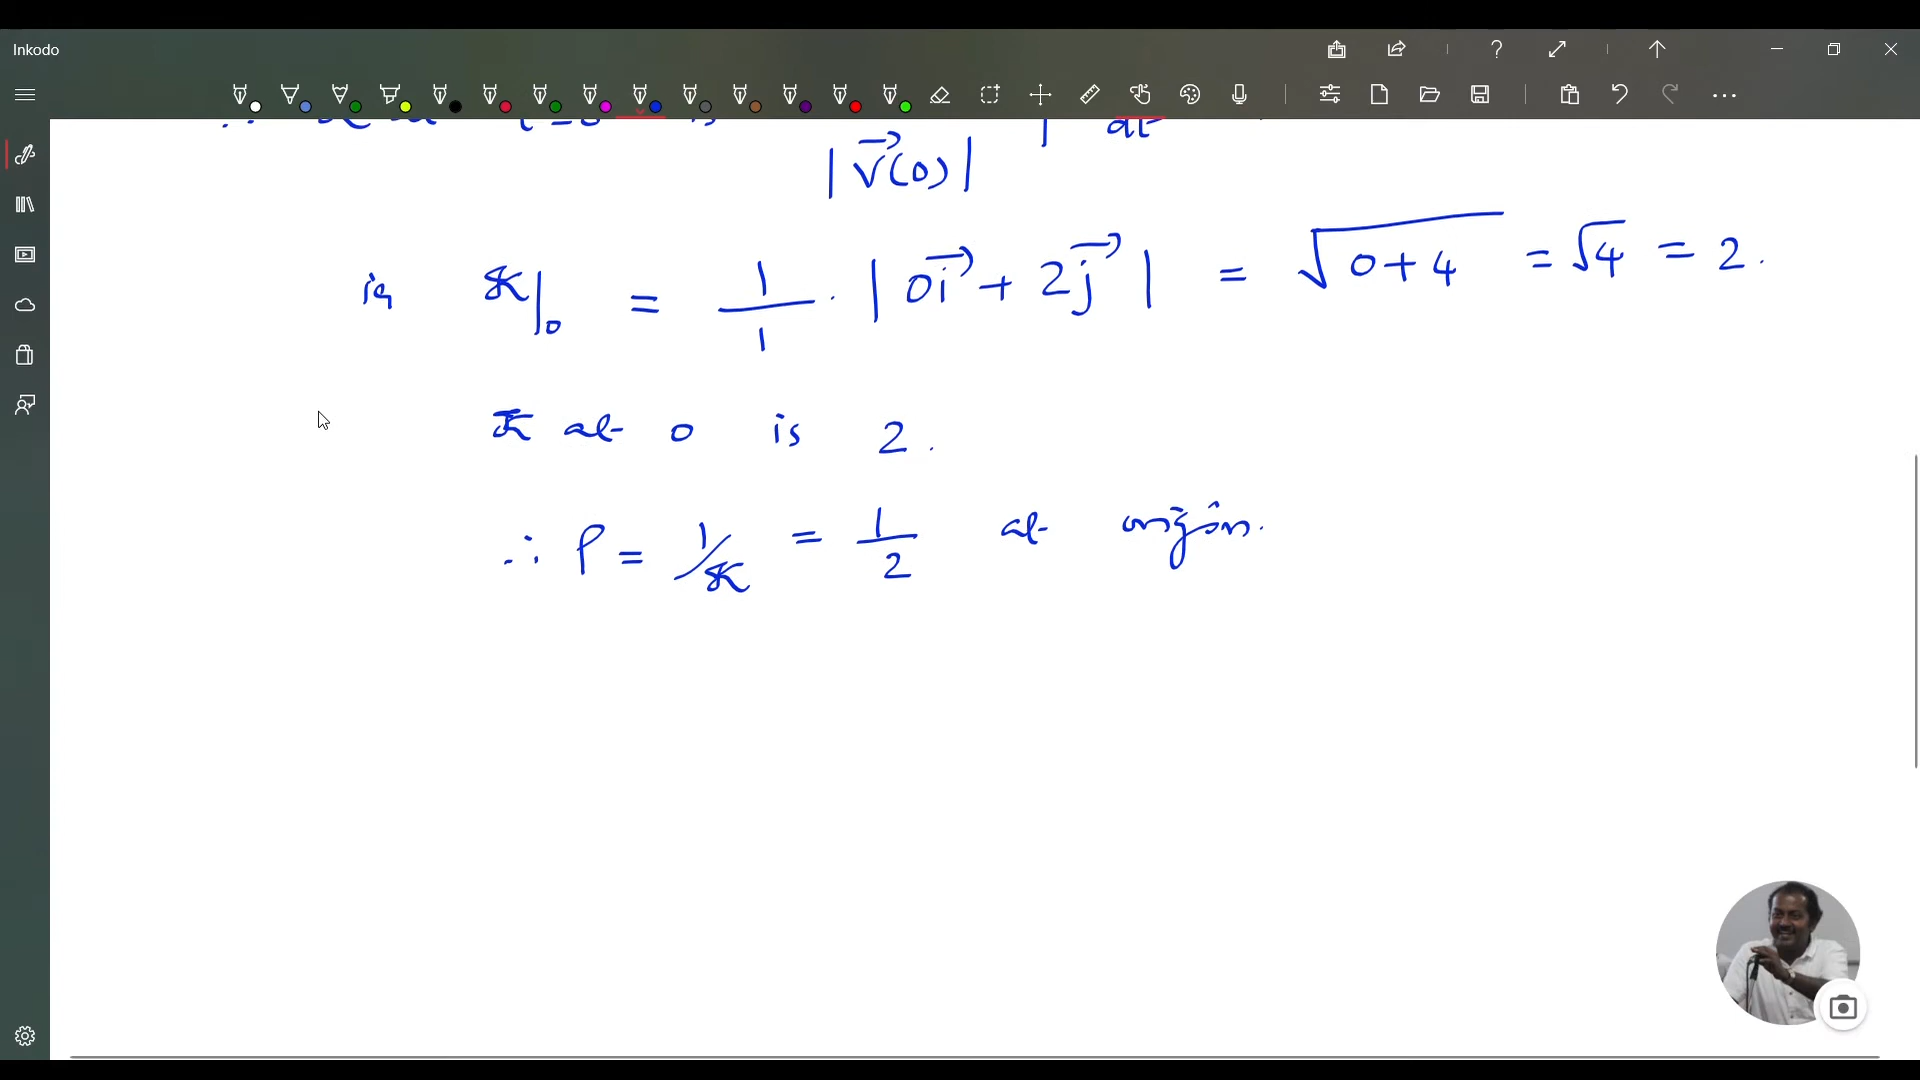 Inkodo
|v⃗(0)|
is κ|₀ = 1/1 · |0i⃗ + 2j⃗| = √(0+4) = √4 = 2.
κ at 0 is 2.
∴ ρ = 1/κ = 1/2 at origin.